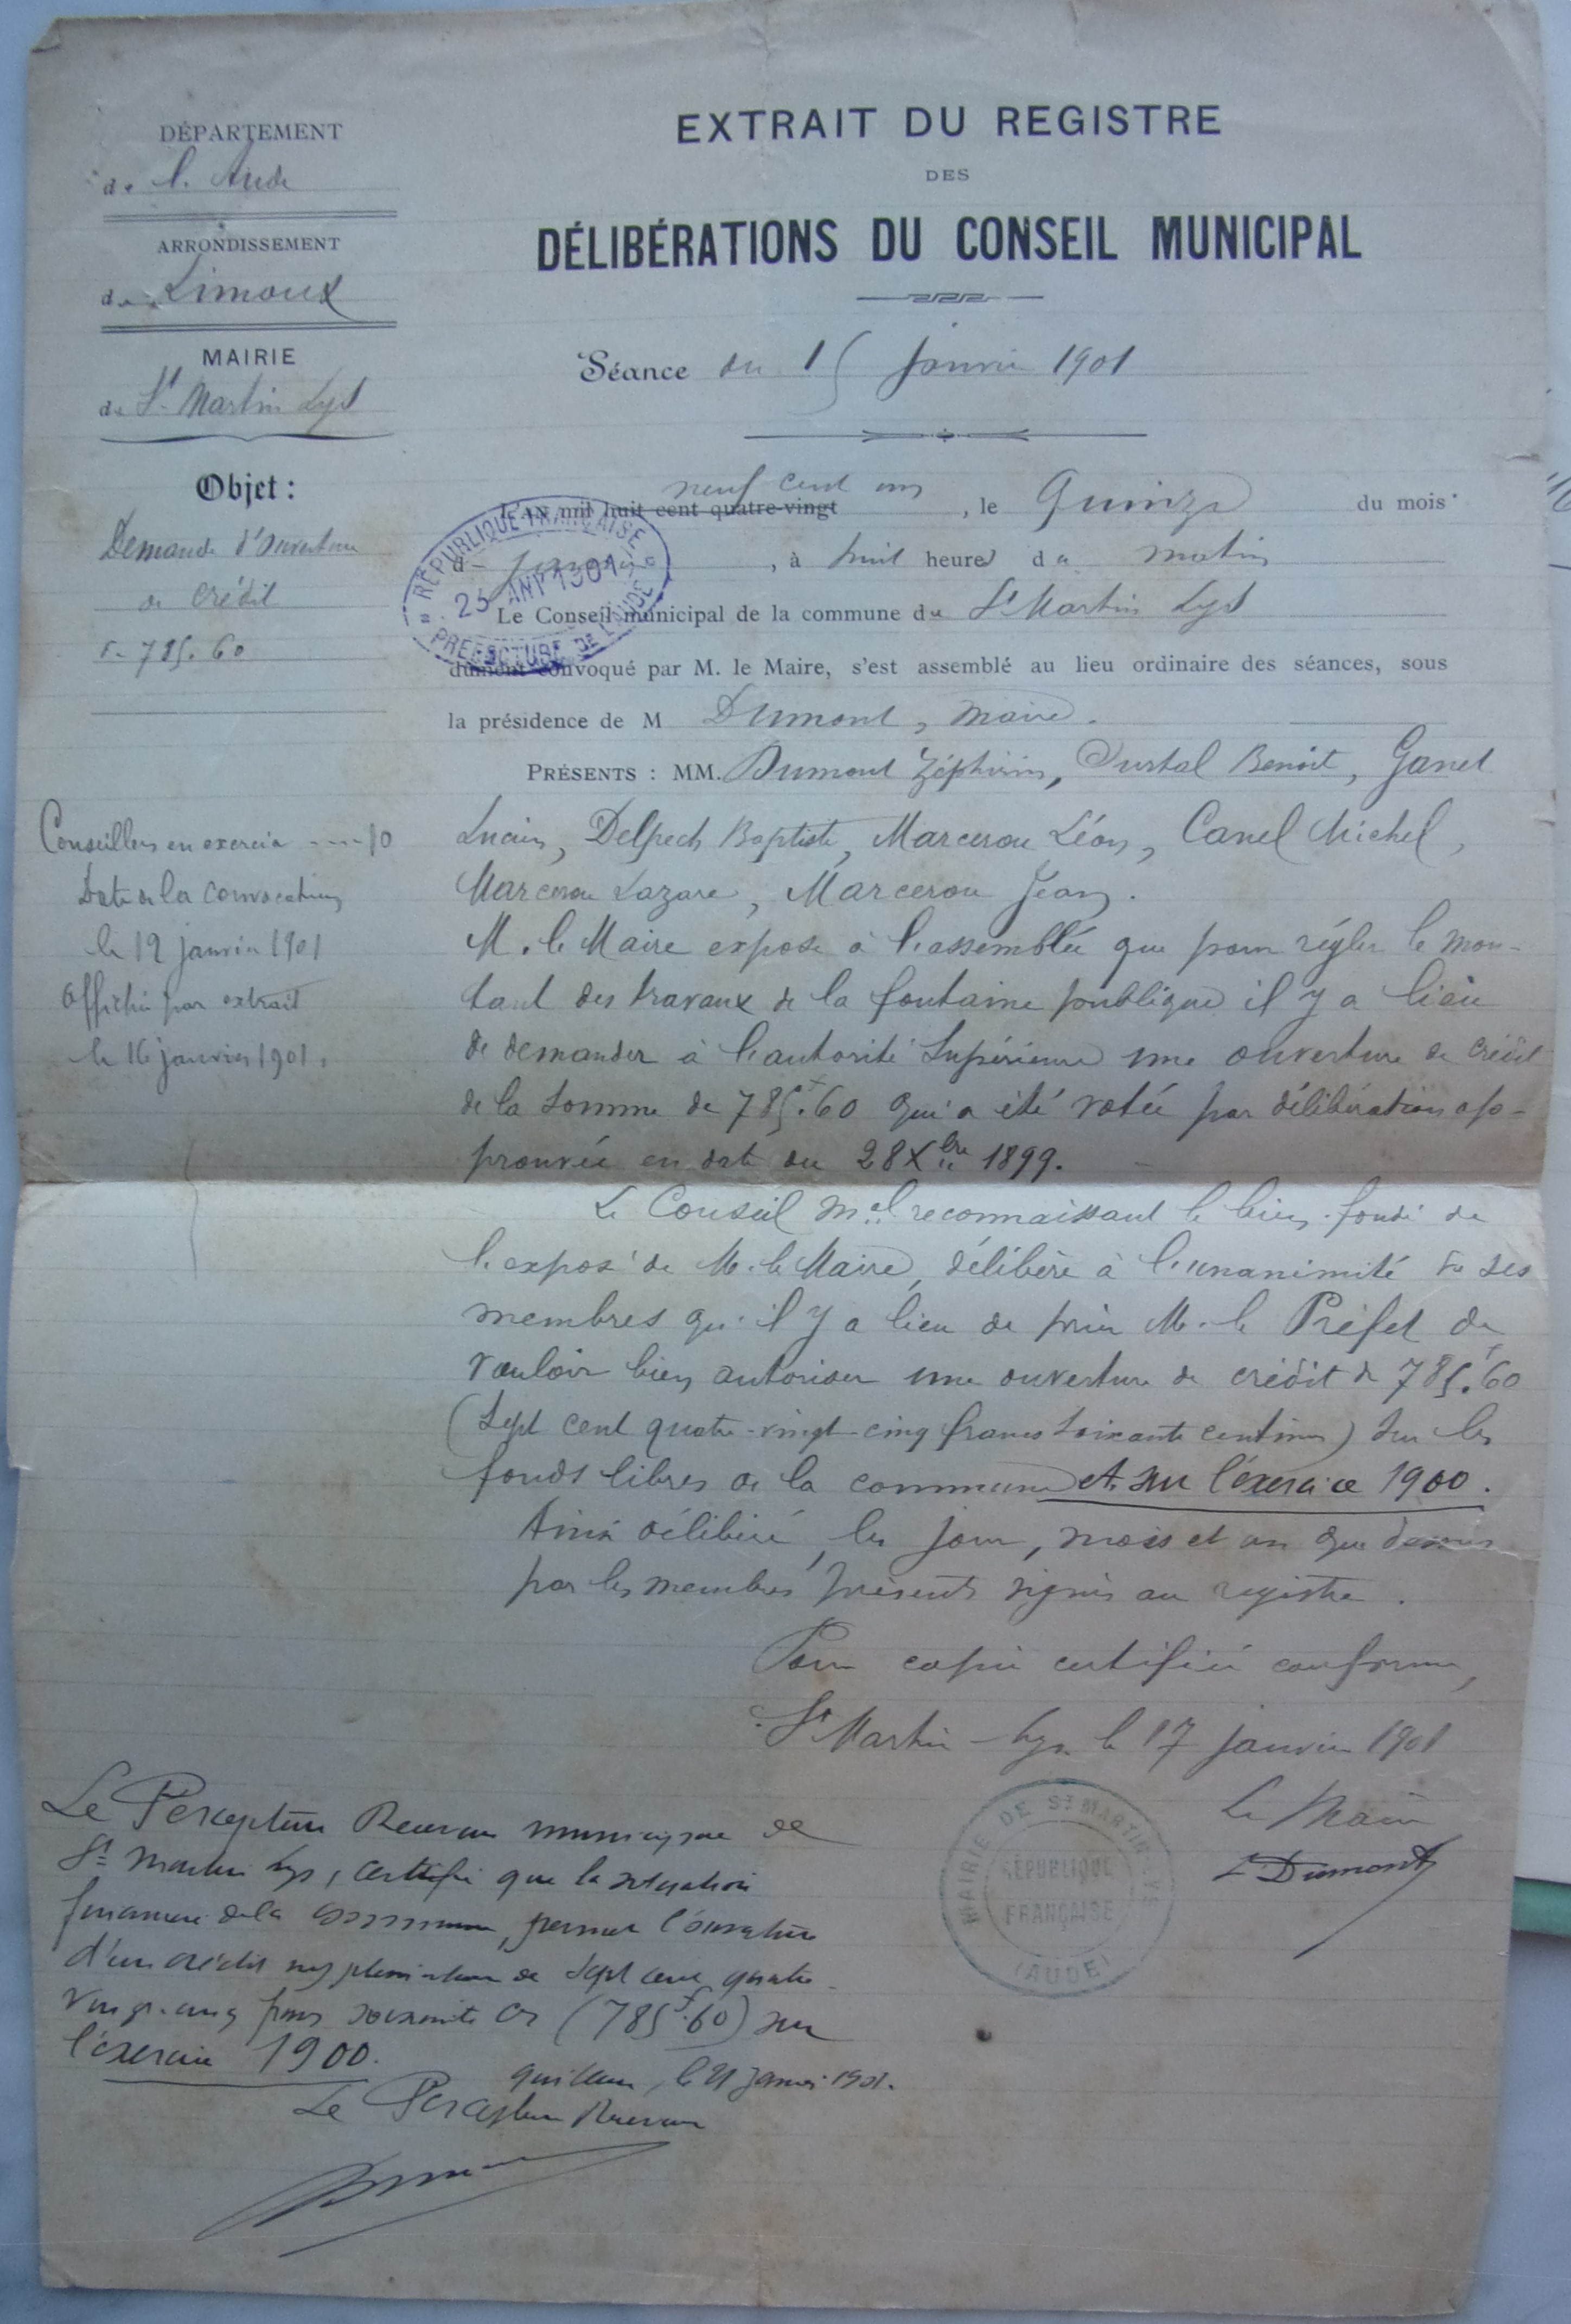 DÉPARTEMENT
de l'Aude
ARRONDISSEMENT
de Limoux
MAIRIE
de St Martin Lys
EXTRAIT DU REGISTRE
DES
DÉLIBÉRATIONS DU CONSEIL MUNICIPAL
Séance du 15 Janvier 1901
Objet :
Demande d'ouverture
de crédit
de 785.60
Conseillers en exercice ---- 10
Date de la convocation
le 12 janvier 1901
Affiché par extrait
le 16 janvier 1901.
neuf cent un
L'an mil huit cent quatre-vingt , le Quinze du mois
d Janvier , à huit heures du matin
Le Conseil municipal de la commune de St Martin Lys
dûment convoqué par M. le Maire, s'est assemblé au lieu ordinaire des séances, sous
la présidence de M Dumont, maire.
PRÉSENTS : MM. Dumont Zéphirin, Benoit, Ganel
Lucien, Delpech Baptiste, Marcerou Léon, Canel Michel,
Marcerou Lazare, Marcerou Jean.
M. le Maire expose à l'assemblée que pour régler le mon-
tant des travaux de la fontaine publique il y a lieu
de demander à l'autorité Supérieure une ouverture de crédit
de la somme de 785f.60 qui a été votée par délibération ap-
prouvée en date du 28 Xbre 1899.
Le Conseil mel reconnaissant le bien-fondé de
l'exposé de M. le Maire, délibère à l'unanimité de ses
membres qu'il y a lieu de prier M. le Préfet de
vouloir bien autoriser une ouverture de crédit de 785f.60
(Sept cent quatre-vingt-cinq francs soixante centimes) sur les
fonds libres de la commune et sur l'éxercice 1900.
Ainsi délibéré, les jour, mois et an que dessus
par les membres présents signés au registre.
Pour copie certifiée conforme,
St Martin-Lys le 17 janvier 1901
Le Maire
Z. Dumont
RÉPUBLIQUE FRANÇAISE
25 JANV 1901
PRÉFECTURE DE L'AUDE
MAIRIE DE ST MARTIN-LYS
RÉPUBLIQUE
FRANÇAISE
(AUDE)
Le Percepteur Receveur municipal de
St Martin Lys, certifie que la situation
financière de la commune, permet l'ouverture
d'un crédit supplémentaire de sept cent quatre-
vingt-cinq francs soixante cs (785f.60) sur
l'éxercice 1900.
Quillan, le 21 janvier 1901.
Le Percepteur Receveur